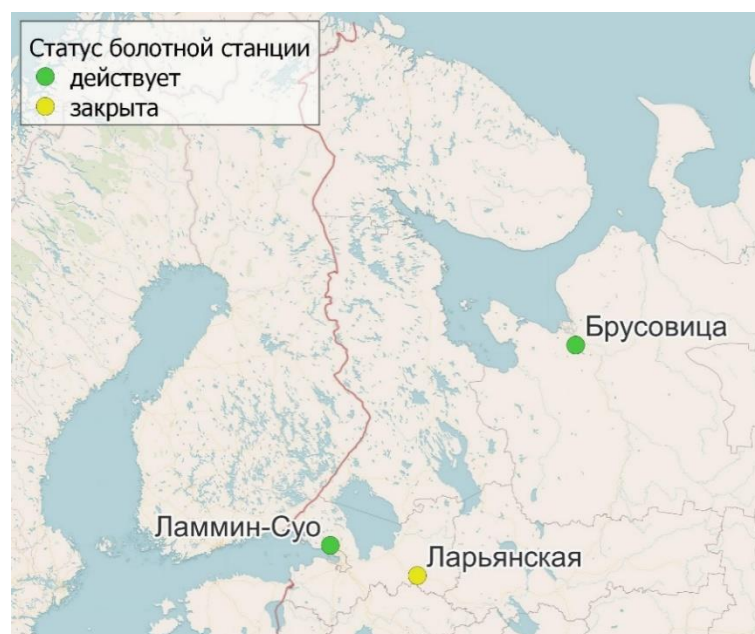 Статус болотной станции
действует
закрыта
Брусовица
Ламмин-Суо
Ларьянская